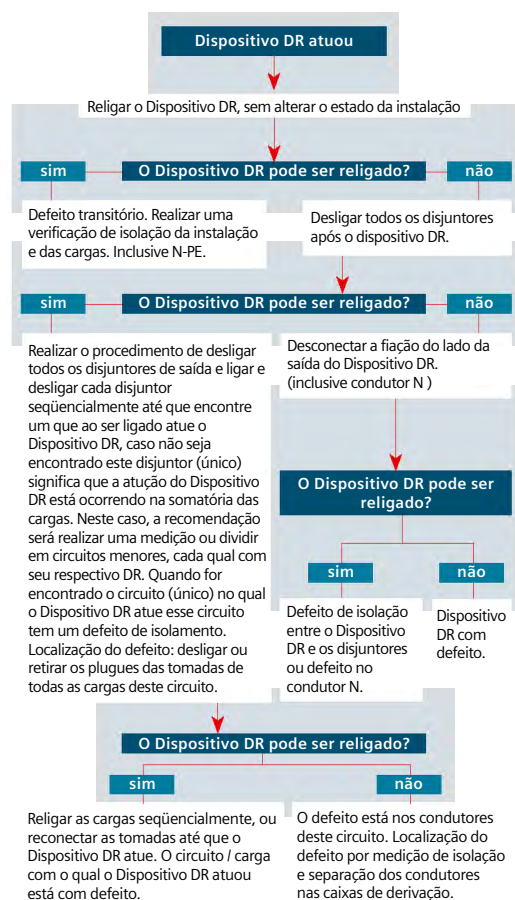 Dispositivo DR atuou
Religar o Dispositivo DR, sem alterar o estado da instalação
sim
O Dispositivo DR pode ser religado?
não
Defeito transitório. Realizar uma
verificação de isolação da instalação
e das cargas. Inclusive N-PE.
Desligar todos os disjuntores
após o dispositivo DR.
sim
O Dispositivo DR pode ser religado?
não
Realizar o procedimento de desligar
todos os disjuntores de saída e ligar e
desligar cada disjuntor
seqüencialmente até que encontre
um que ao ser ligado atue o
Dispositivo DR, caso não seja
encontrado este disjuntor (único)
significa que a atução do Dispositivo
DR está ocorrendo na somatória das
cargas. Neste caso, a recomendação
será realizar uma medição ou dividir
em circuitos menores, cada qual com
seu respectivo DR. Quando for
encontrado o circuito (único) no qual
o Dispositivo DR atue esse circuito
tem um defeito de isolamento.
Localização do defeito: desligar ou
retirar os plugues das tomadas de
todas as cargas deste circuito.
Desconectar a fiação do lado da
saída do Dispositivo DR.
(inclusive condutor N )
O Dispositivo DR pode ser
religado?
sim
não
Defeito de isolação
entre o Dispositivo
DR e os disjuntores
ou defeito no
condutor N.
Dispositivo
DR com
defeito.
O Dispositivo DR pode ser religado?
sim
não
Religar as cargas seqüencialmente, ou
reconectar as tomadas até que o
Dispositivo DR atue. O circuito / carga
com o qual o Dispositivo DR atuou
está com defeito.
O defeito está nos condutores
deste circuito. Localização do
defeito por medição de isolação
e separação dos condutores
nas caixas de derivação.